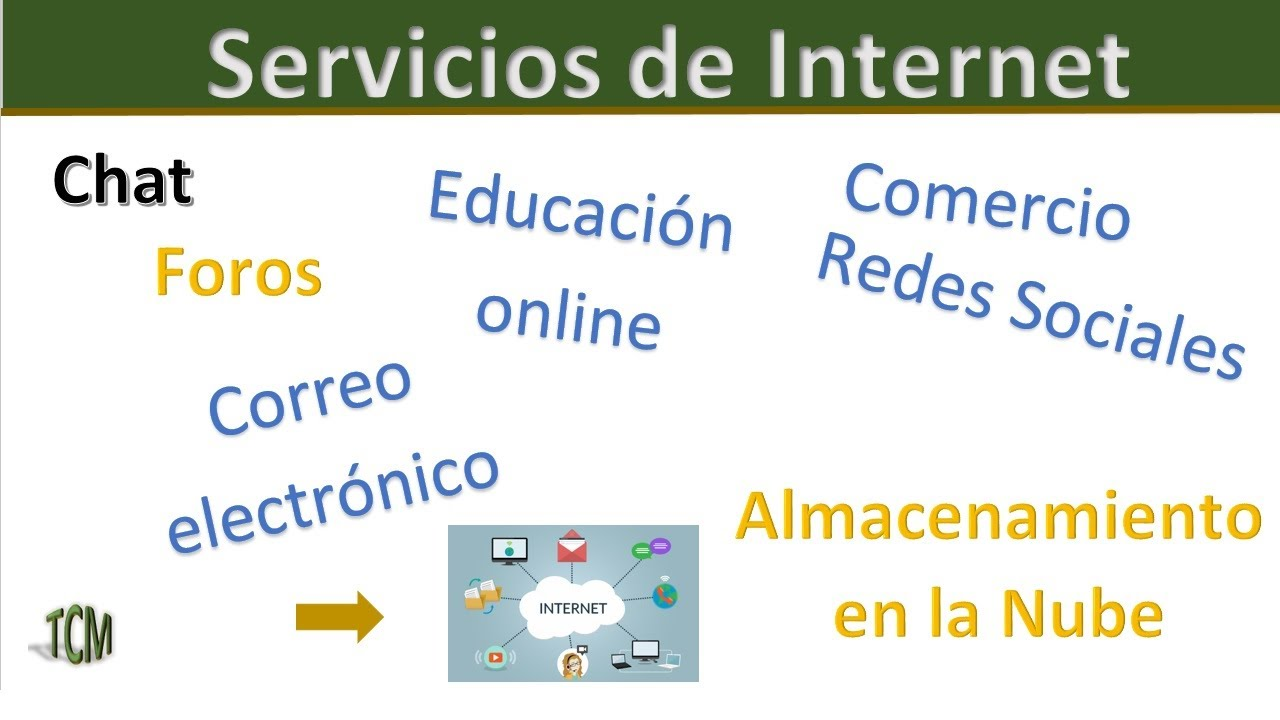 Servicios de Internet
Chat
Foros
Educación
online
Comercio
Redes Sociales
Correo
electrónico
INTERNET
Almacenamiento
en la Nube
TCM